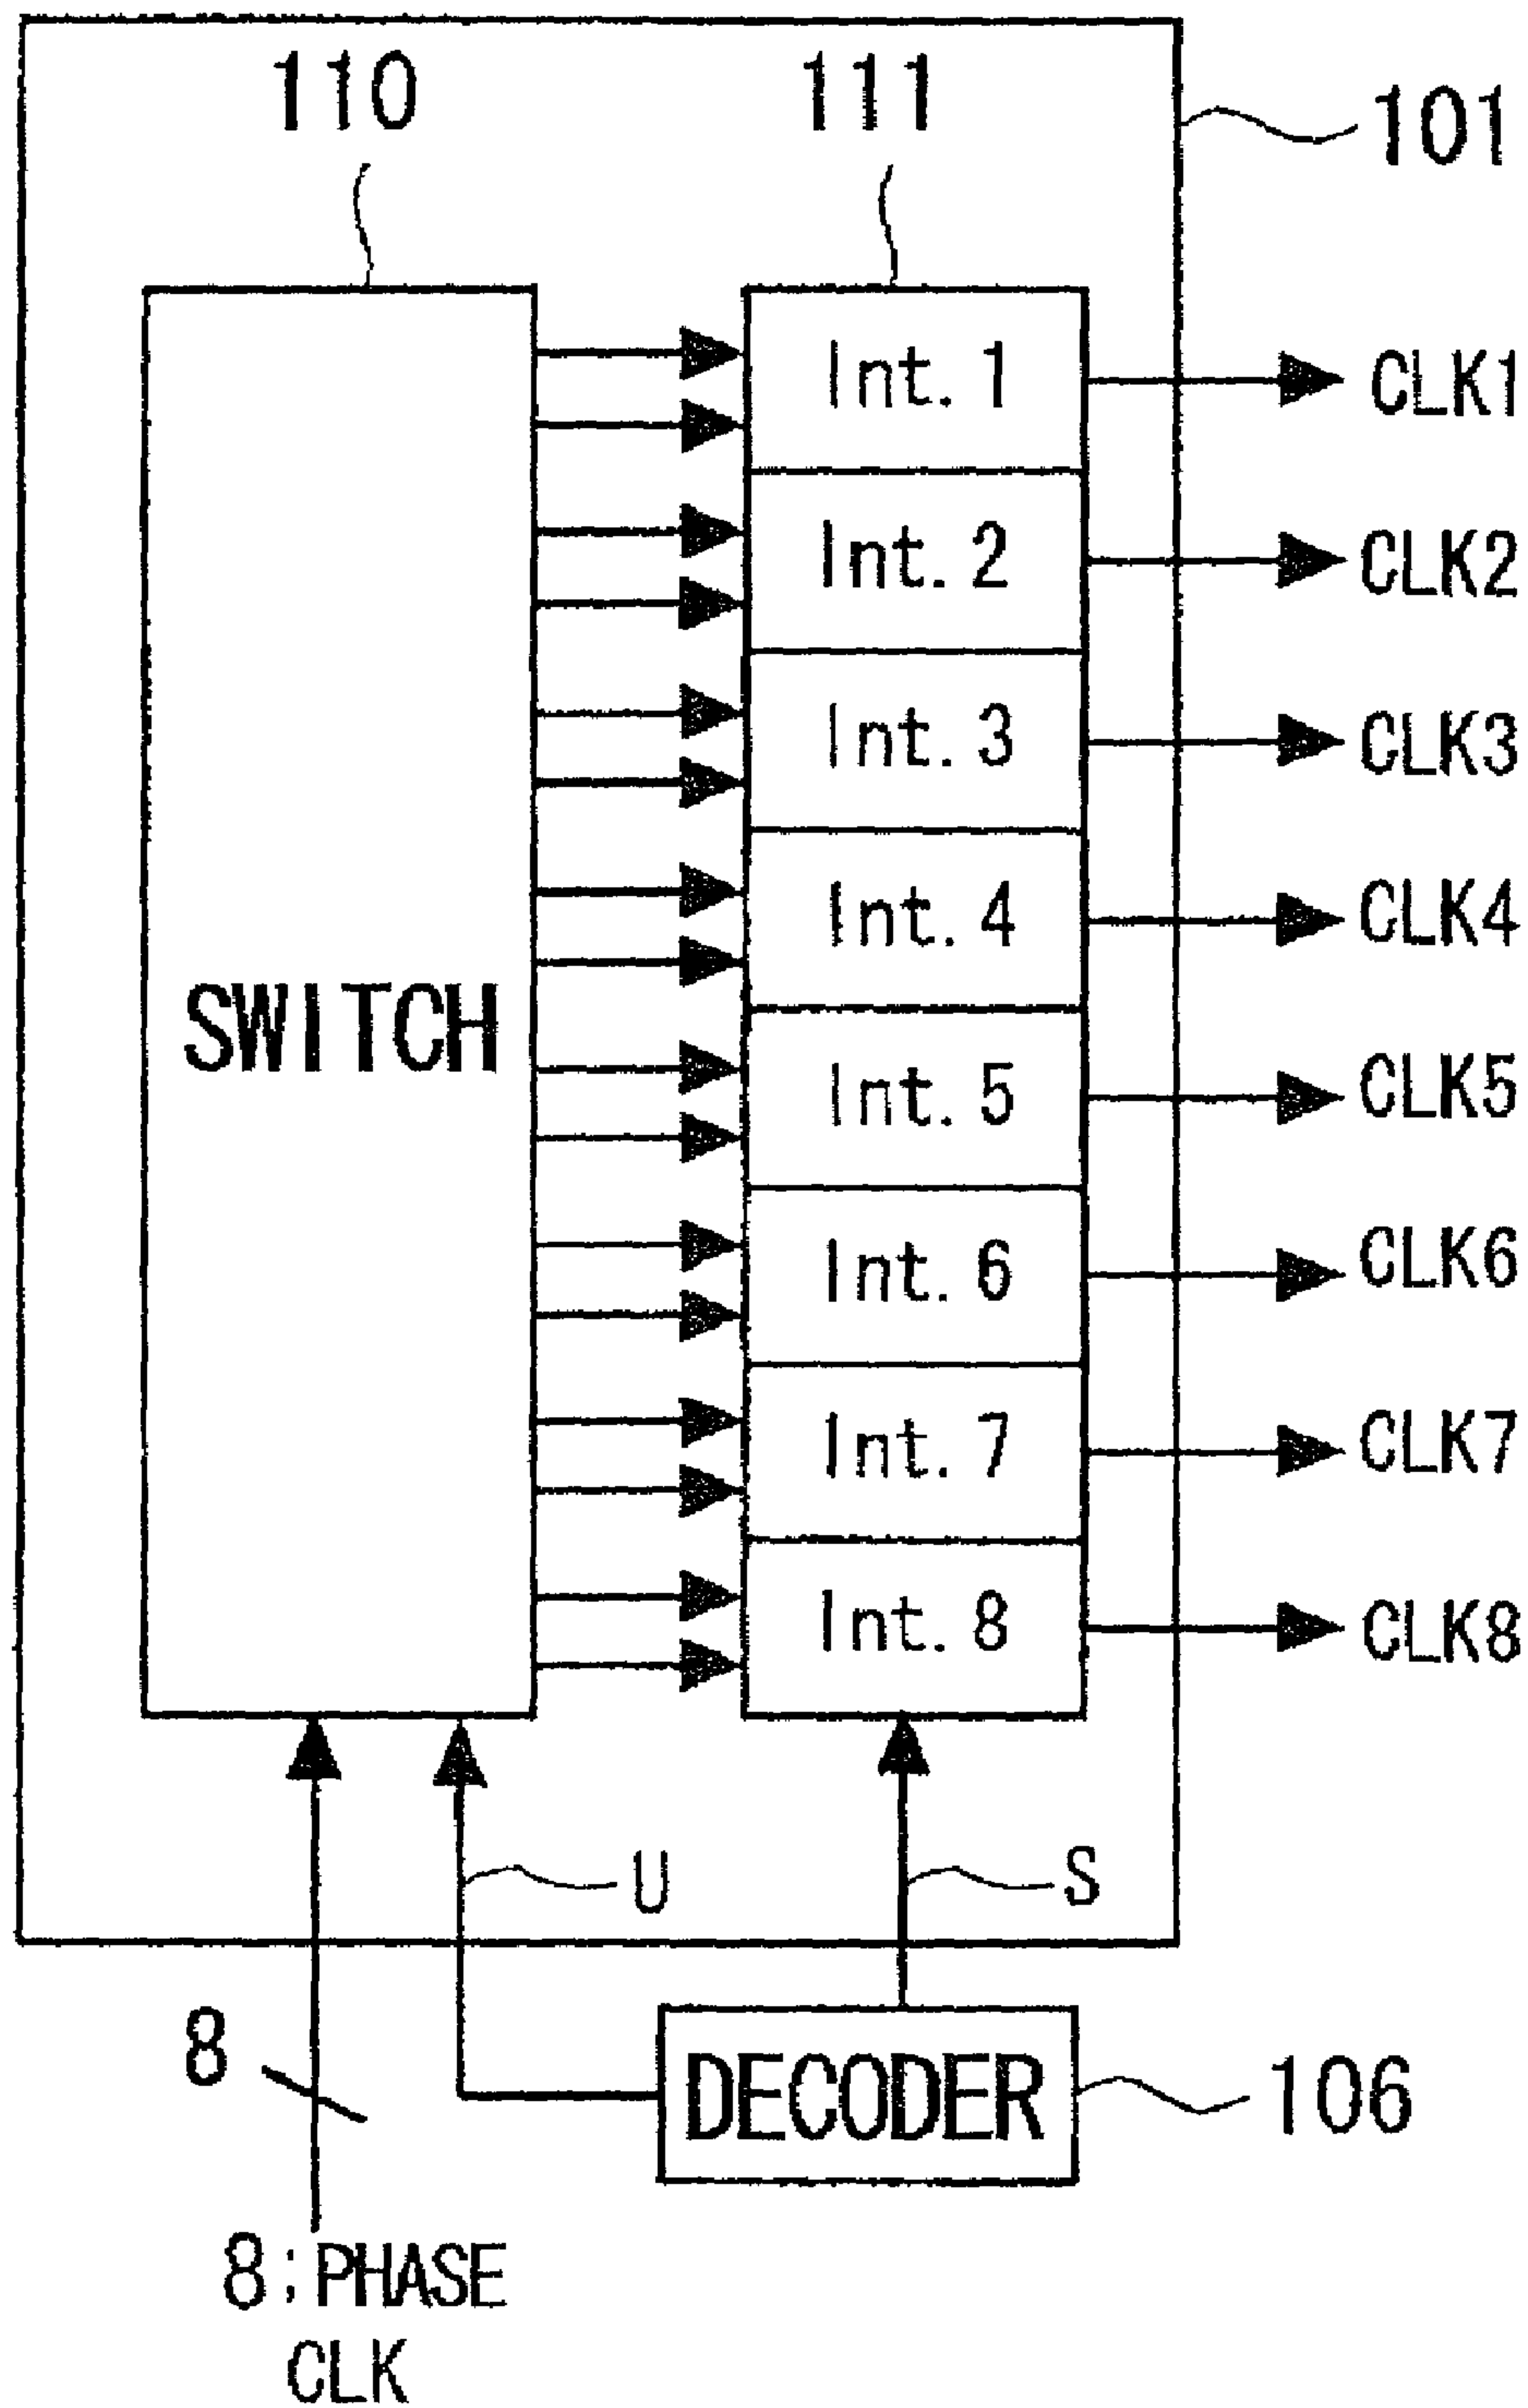 110
111
101
Int. 1
CLK1
Int. 2
CLK2
Int. 3
CLK3
Int. 4
CLK4
SWITCH
Int. 5
CLK5
Int. 6
CLK6
Int. 7
CLK7
Int. 8
CLK8
U
S
8
DECODER
106
8;PHASE
CLK